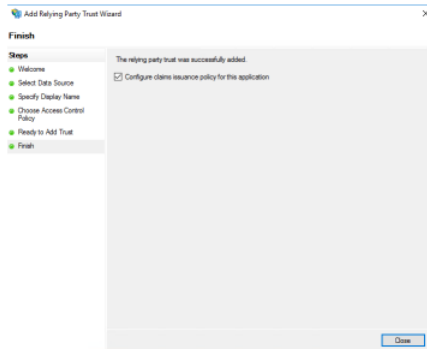 Add Relying Party Trust Wizard
Finish
Steps
Welcome
Select Data Source
Specify Display Name
Choose Access Control
Policy
Ready to Add Trust
Finish
The relying party trust was successfully added.
Configure claims issuance policy for this application
Close